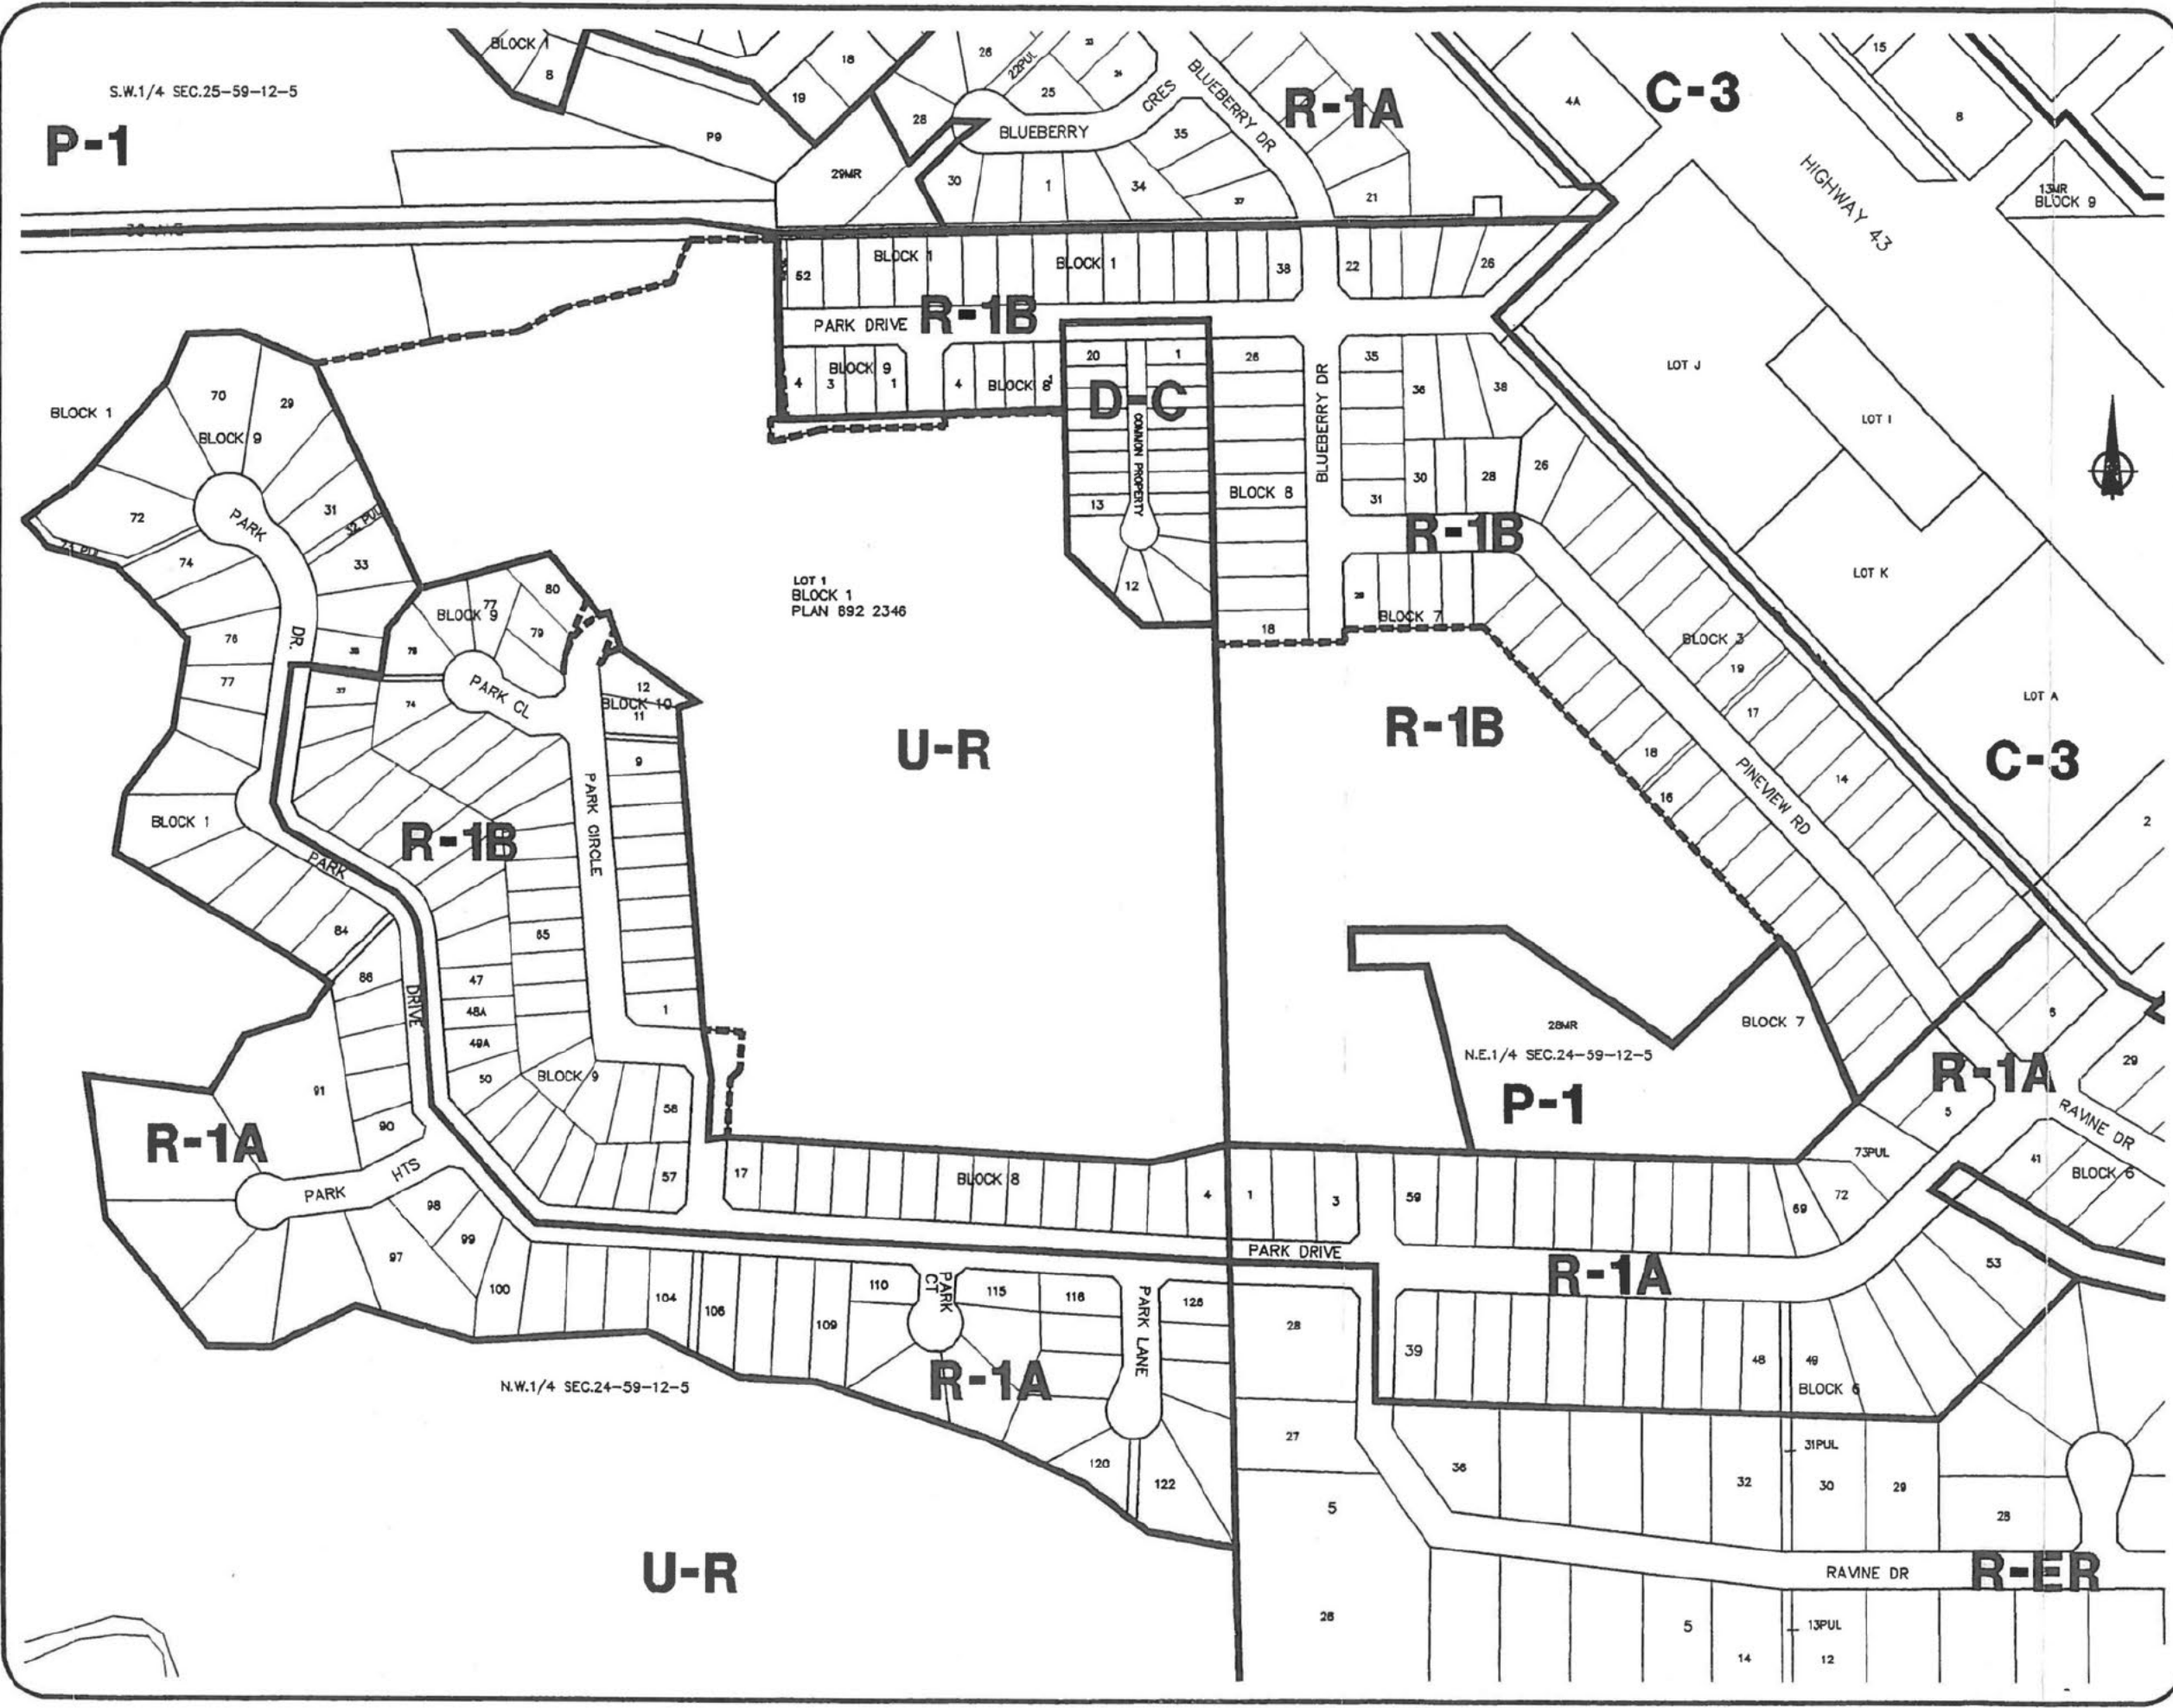 BLOCK 1
8
S.W.1/4 SEC.25-59-12-5
P-1
18
19
P9
29MR
28
26
22PUL
25
BLUEBERRY
CRES
BLUEBERRY DR
35
R-1A
30
1
34
37
21
4A
C-3
15
8
HIGHWAY 43
13MR
BLOCK 9
52
BLOCK 1
BLOCK 1
38
22
26
PARK DRIVE
R-1B
BLOCK 9
4
3
1
4
BLOCK 8
1
20
1
D-C
COMMON PROPERTY
13
12
26
BLUEBERRY DR
BLOCK 8
18
35
36
38
30
28
31
26
R-1B
BLOCK 7
LOT J
LOT I
LOT K
LOT A
C-3
2
BLOCK 1
70
29
BLOCK 9
72
31
74
33
PARK
DR.
76
77
80
77
BLOCK 9
79
PARK CL
74
12
BLOCK 10
11
9
LOT 1
BLOCK 1
PLAN 892 2346
U-R
R-1B
BLOCK 3
19
17
14
18
16
PINEVIEW RD
BLOCK 1
R-1B
PARK CIRCLE
PARK
84
65
86
47
48A
49A
50
DRIVE
1
BLOCK 9
58
57
91
90
R-1A
PARK
HTS
98
99
97
100
28MR
BLOCK 7
N.E.1/4 SEC.24-59-12-5
P-1
6
R-1A
29
5
RAVINE DR
73PUL
41
BLOCK 6
17
BLOCK 8
4
1
3
59
69
72
PARK DRIVE
R-1A
53
104
106
109
110
PARK
CT
115
116
PARK LANE
126
28
39
48
49
BLOCK 6
R-1A
N.W.1/4 SEC.24-59-12-5
120
122
27
36
31PUL
32
30
29
28
5
U-R
RAVINE DR
R-ER
26
5
13PUL
14
12